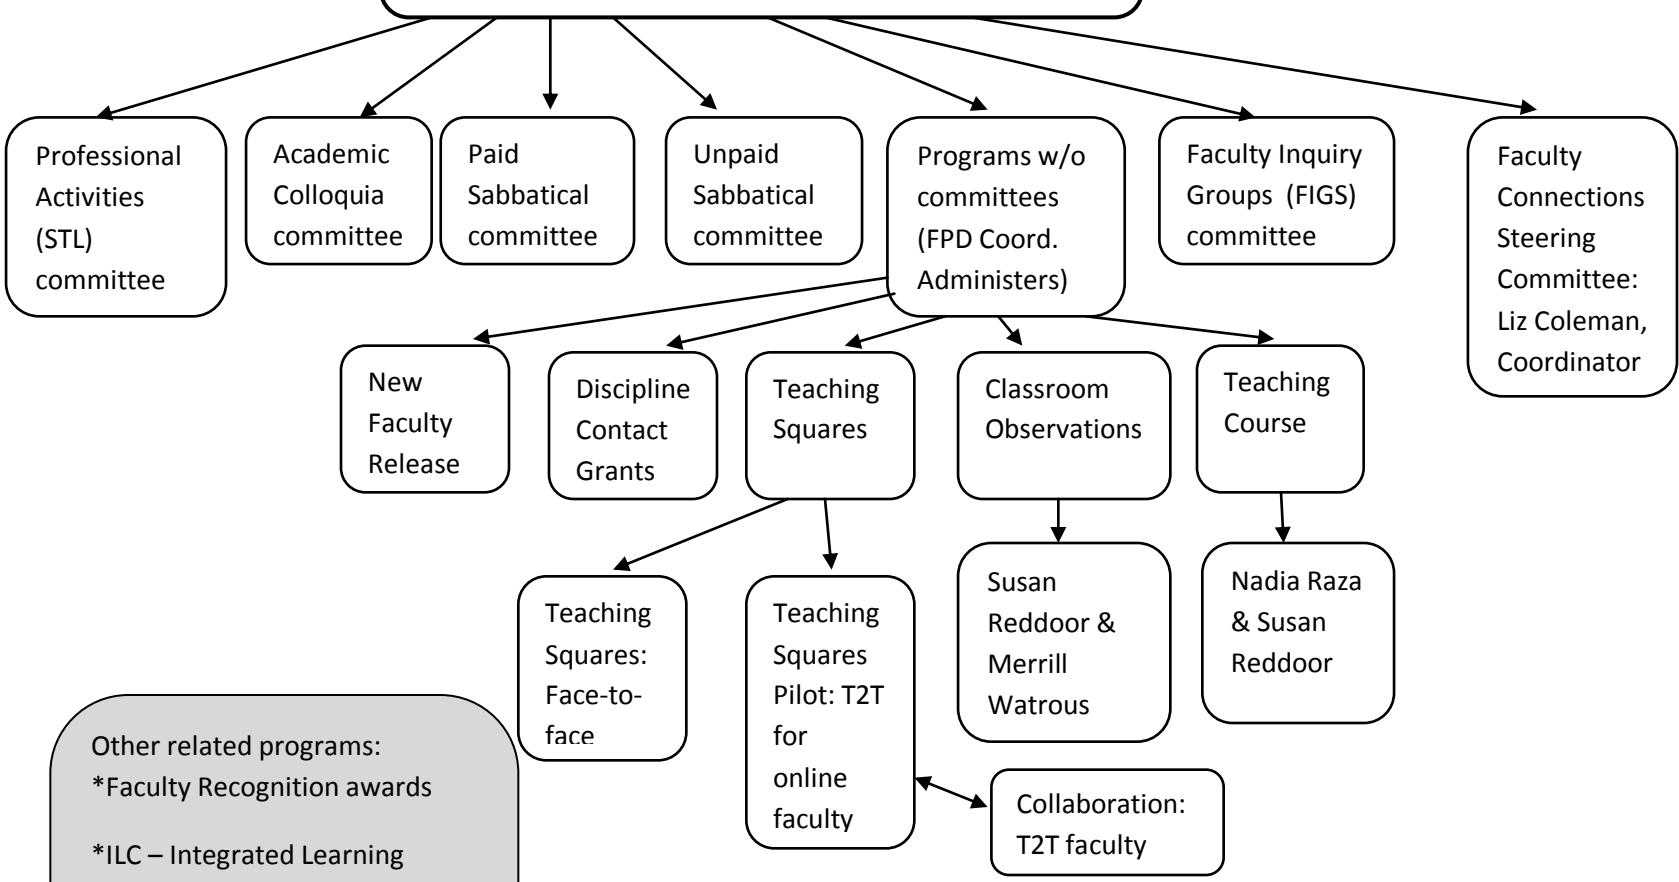 Professional
Activities
(STL)
committee
Academic
Colloquia
committee
Paid
Sabbatical
committee
Unpaid
Sabbatical
committee
Programs w/o
committees
(FPD Coord.
Administers)
Faculty Inquiry
Groups  (FIGS)
committee
Faculty
Connections
Steering
Committee:
Liz Coleman,
Coordinator
New
Faculty
Release
Discipline
Contact
Grants
Teaching
Squares
Classroom
Observations
Teaching
Course
Teaching
Squares:
Face-to-
face
Teaching
Squares
Pilot: T2T
for
online
faculty
Susan
Reddoor &
Merrill
Watrous
Nadia Raza
& Susan
Reddoor
Collaboration:
T2T faculty
Other related programs:
*Faculty Recognition awards
*ILC – Integrated Learning